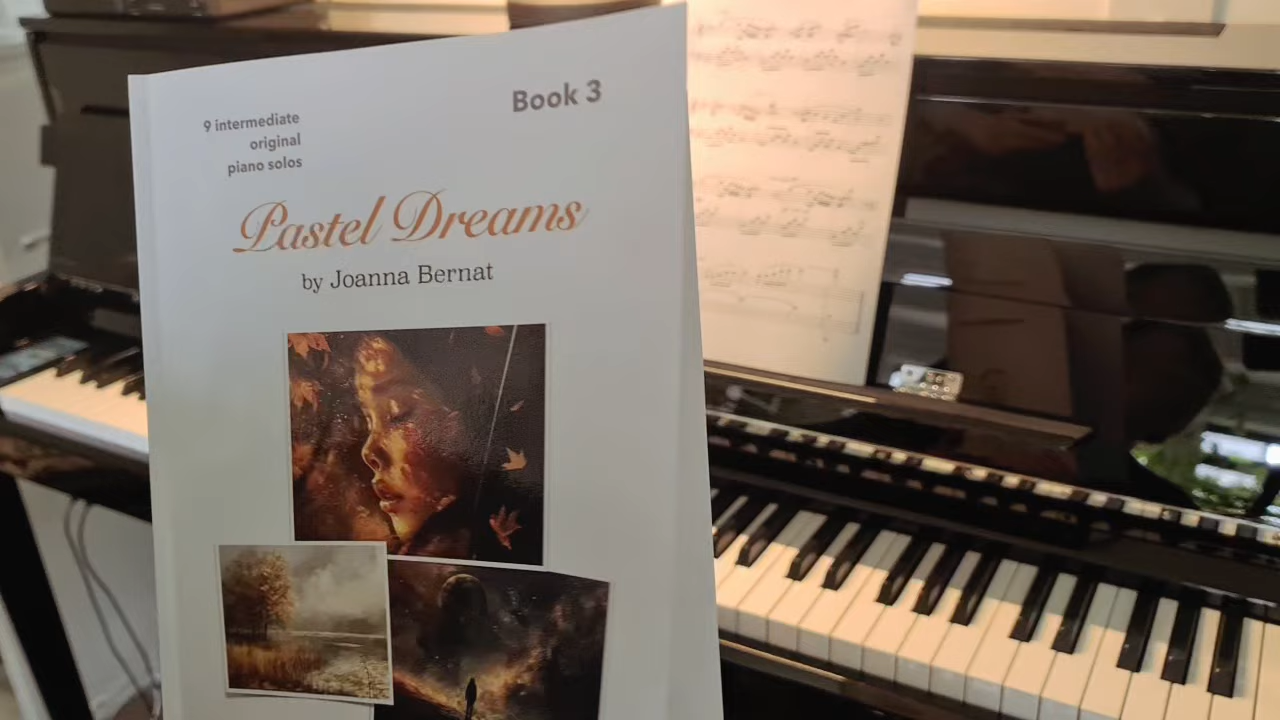 9 intermediate
original
piano solos
Book 3
Pastel Dreams
by Joanna Bernat